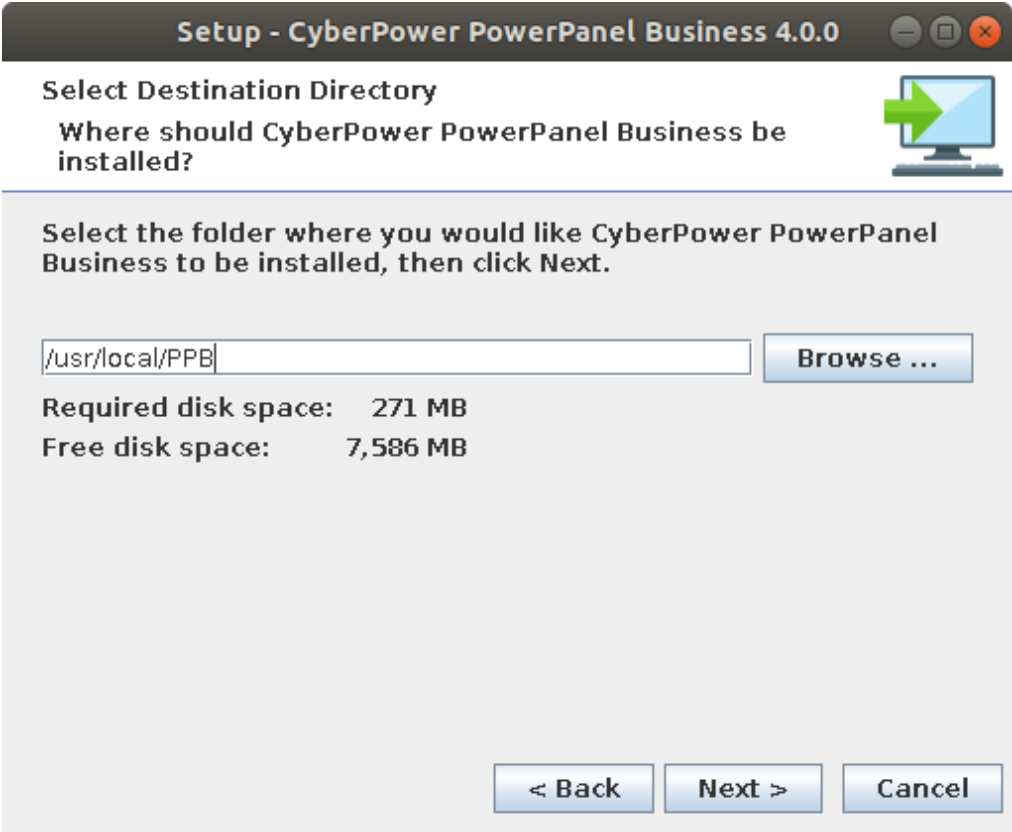 Setup - CyberPower PowerPanel Business 4.0.0
Select Destination Directory
Where should CyberPower PowerPanel Business be
installed?
Select the folder where you would like CyberPower PowerPanel
Business to be installed, then click Next.
/usr/local/PPB
Browse ...
Required disk space: 271 MB
Free disk space: 7,586 MB
< Back
Next >
Cancel